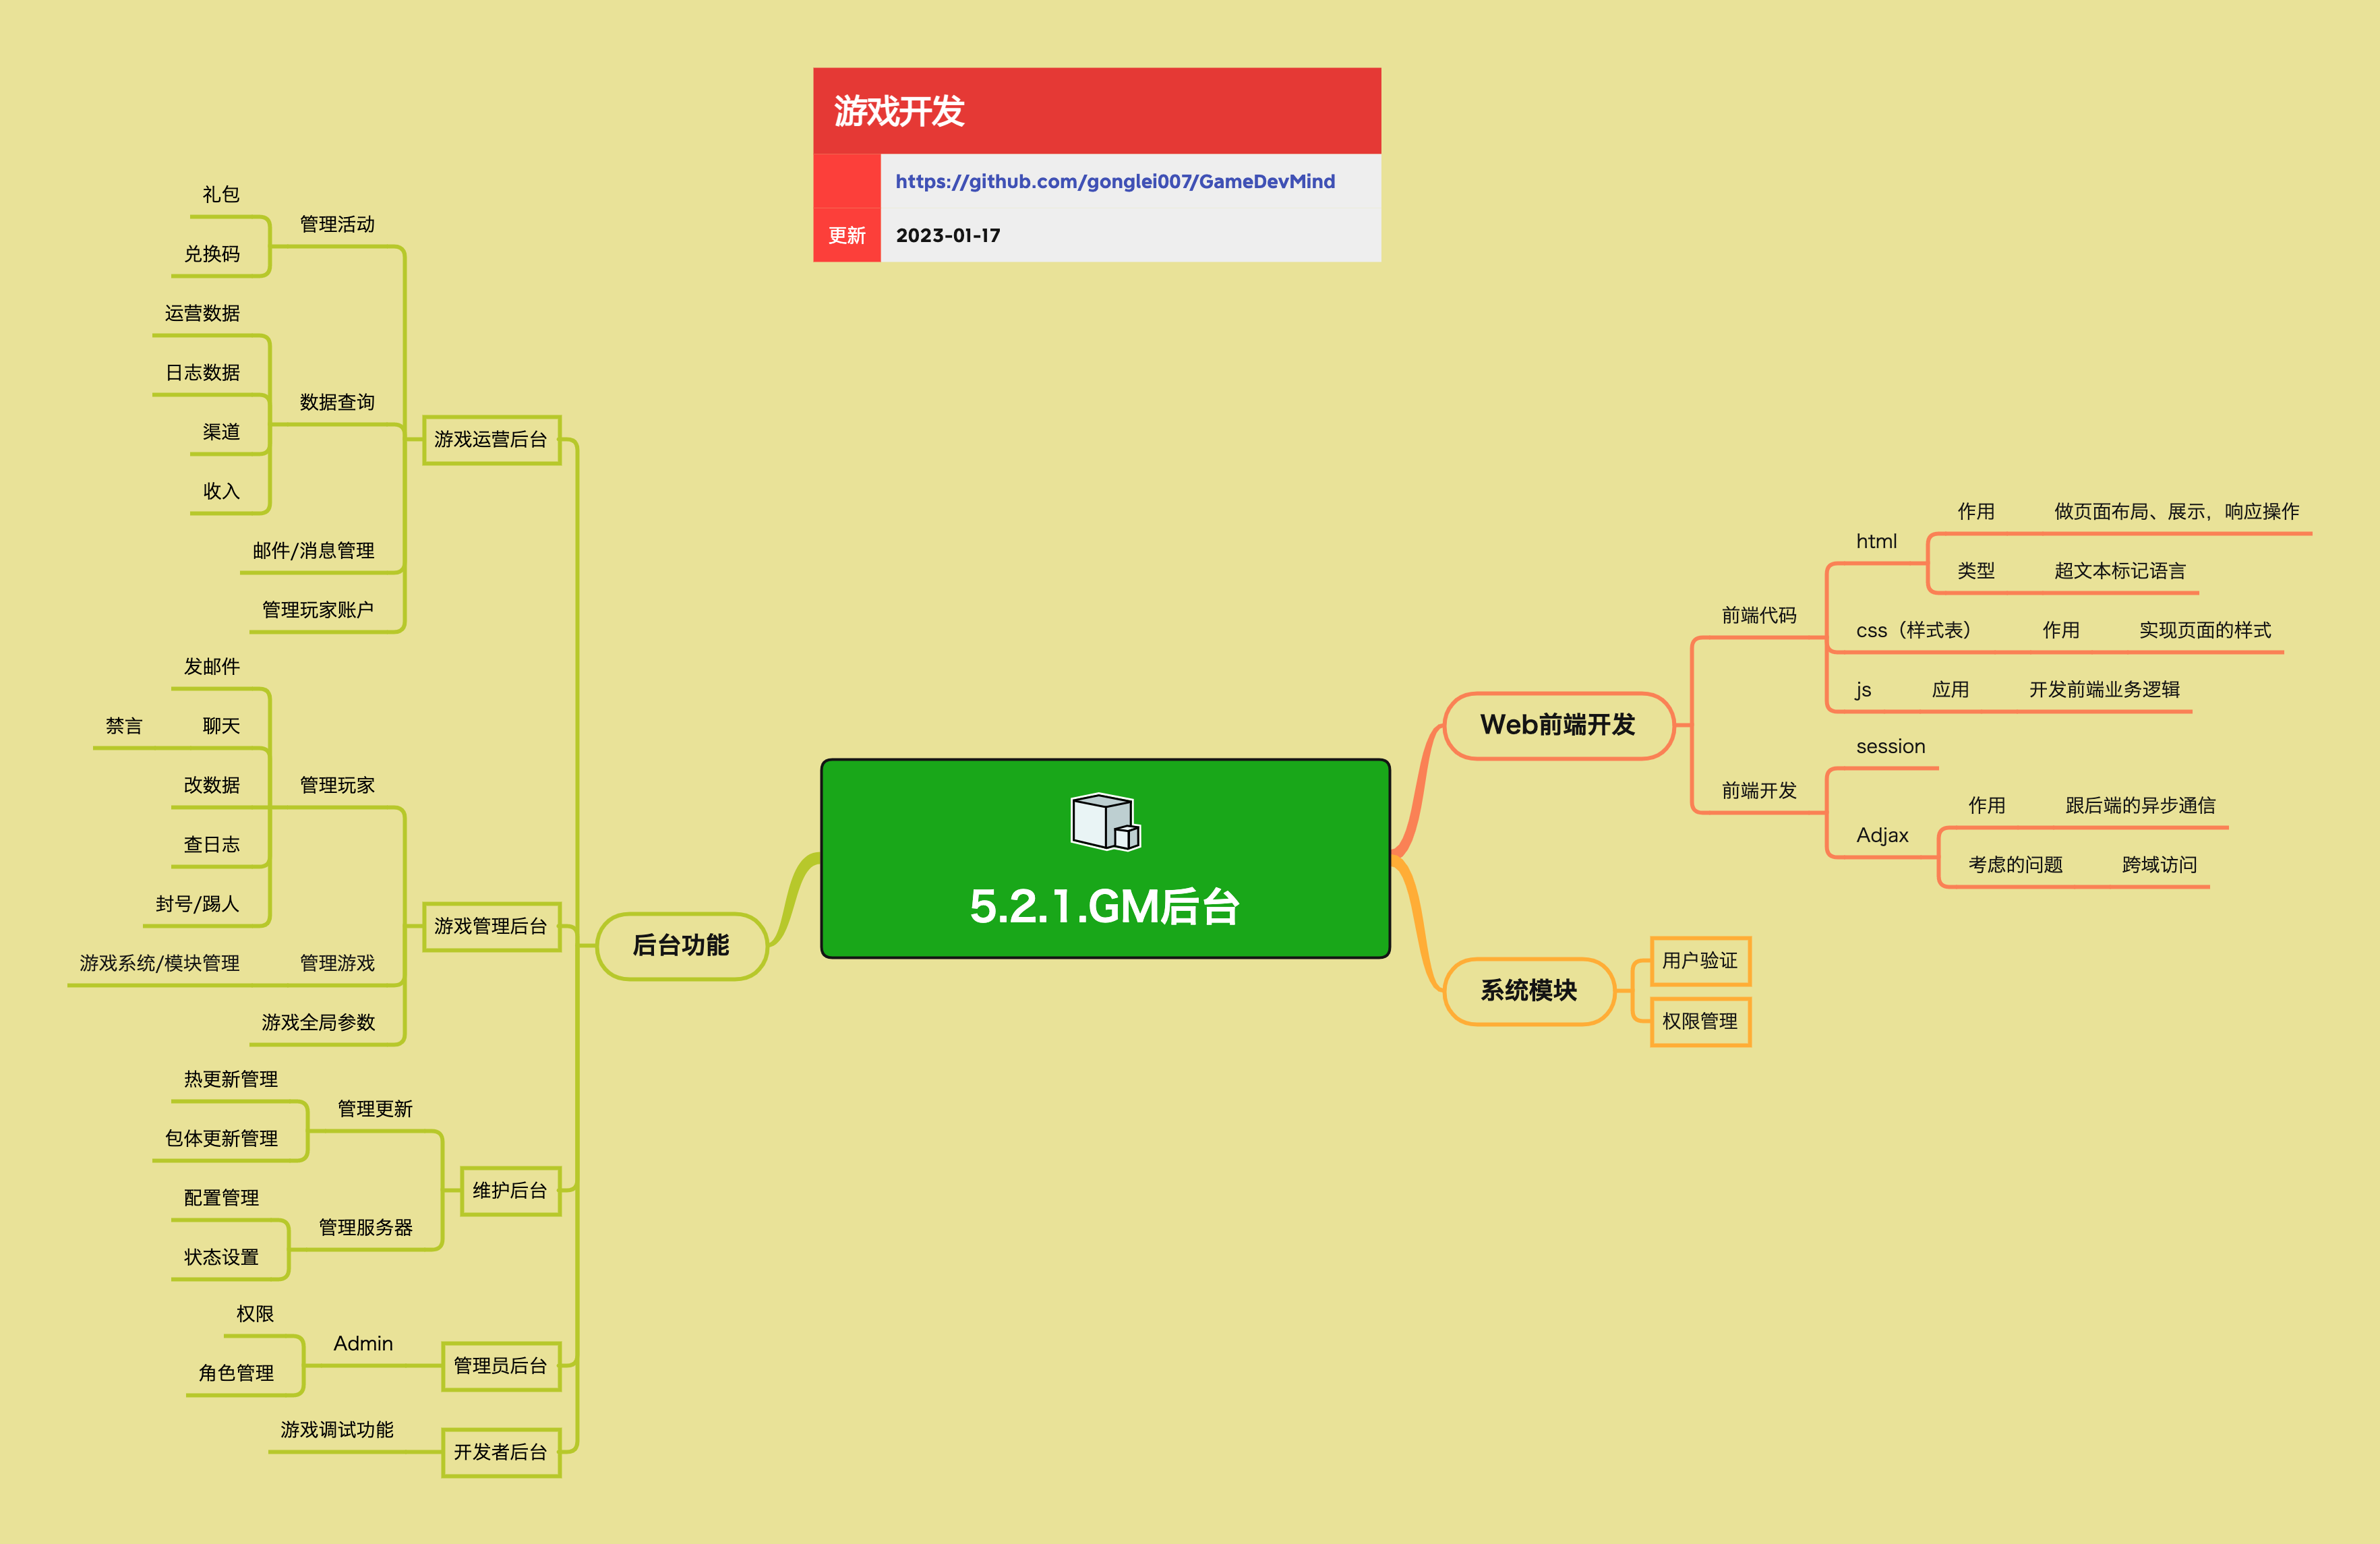 游戏开发
https://github.com/gonglei007/GameDevMind
更新 2023-01-17
5.2.1.GM后台
Web前端开发
前端代码
html
作用 做页面布局、展示，响应操作
类型 超文本标记语言
css（样式表） 作用 实现页面的样式
js 应用 开发前端业务逻辑
前端开发
session
Adjax
作用 跟后端的异步通信
考虑的问题 跨域访问
系统模块
用户验证
权限管理
后台功能
游戏运营后台
管理活动
礼包
兑换码
数据查询
运营数据
日志数据
渠道
收入
邮件/消息管理
管理玩家账户
游戏管理后台
管理玩家
发邮件
聊天
禁言
改数据
查日志
封号/踢人
管理游戏
游戏系统/模块管理
游戏全局参数
维护后台
管理更新
热更新管理
包体更新管理
管理服务器
配置管理
状态设置
管理员后台
Admin
权限
角色管理
开发者后台
游戏调试功能